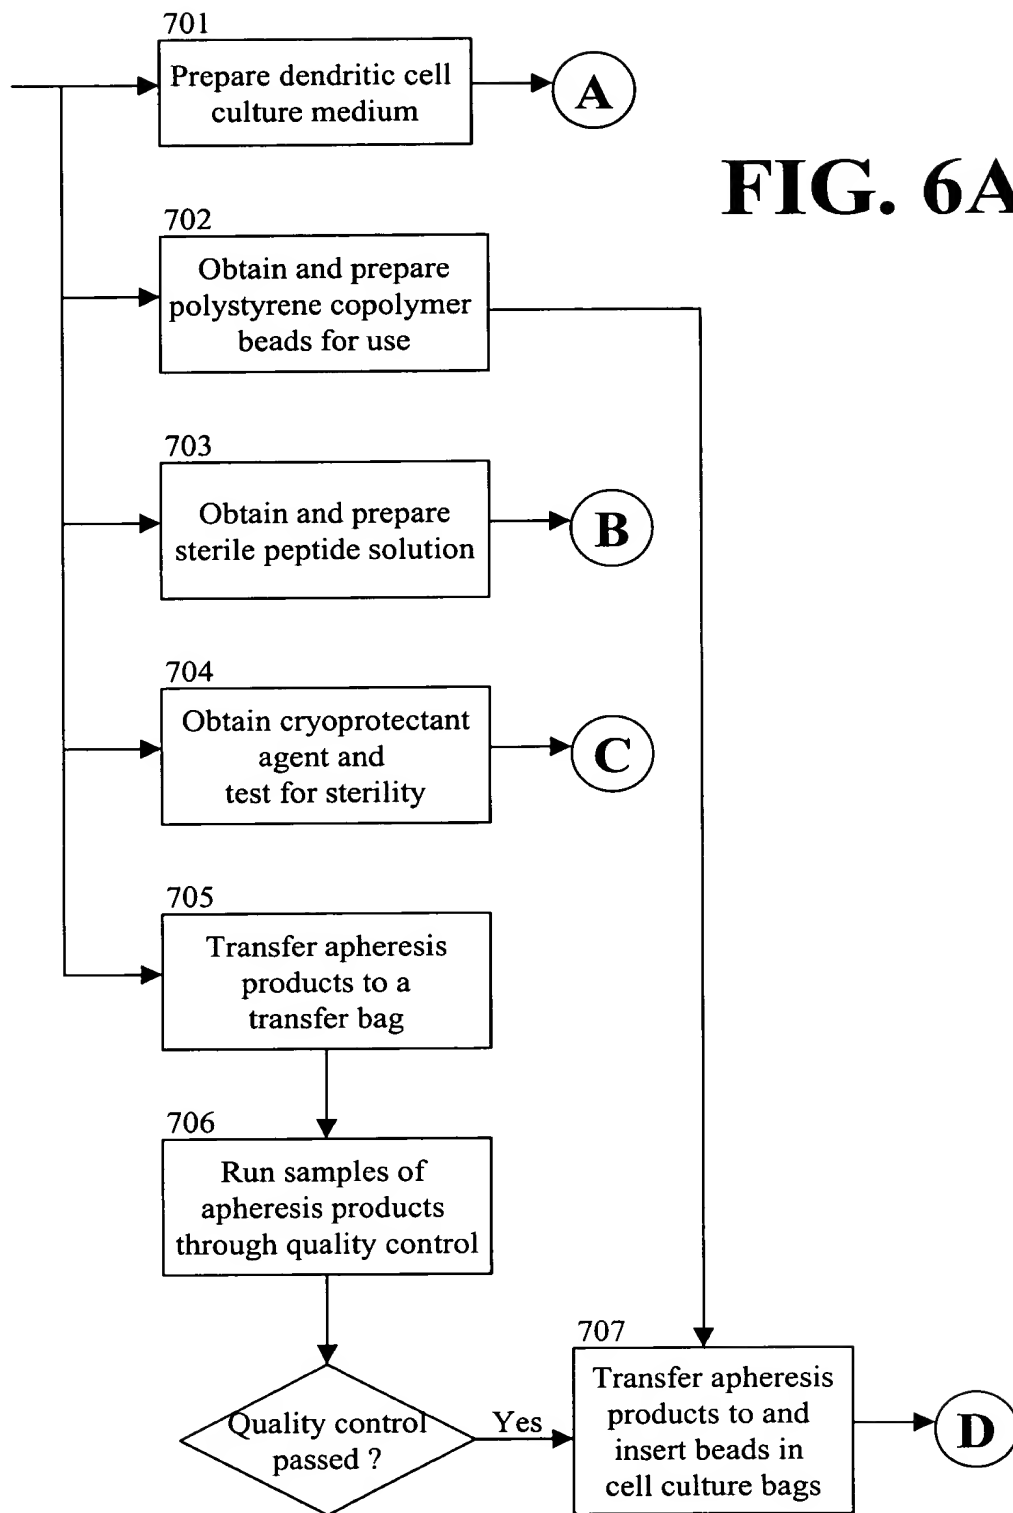 701
Prepare dendritic cell
culture medium
A
FIG. 6A
702
Obtain and prepare
polystyrene copolymer
beads for use
703
Obtain and prepare
sterile peptide solution
B
704
Obtain cryoprotectant
agent and
test for sterility
C
705
Transfer apheresis
products to a
transfer bag
706
Run samples of
apheresis products
through quality control
Quality control
passed ?
Yes
707
Transfer apheresis
products to and
insert beads in
cell culture bags
D